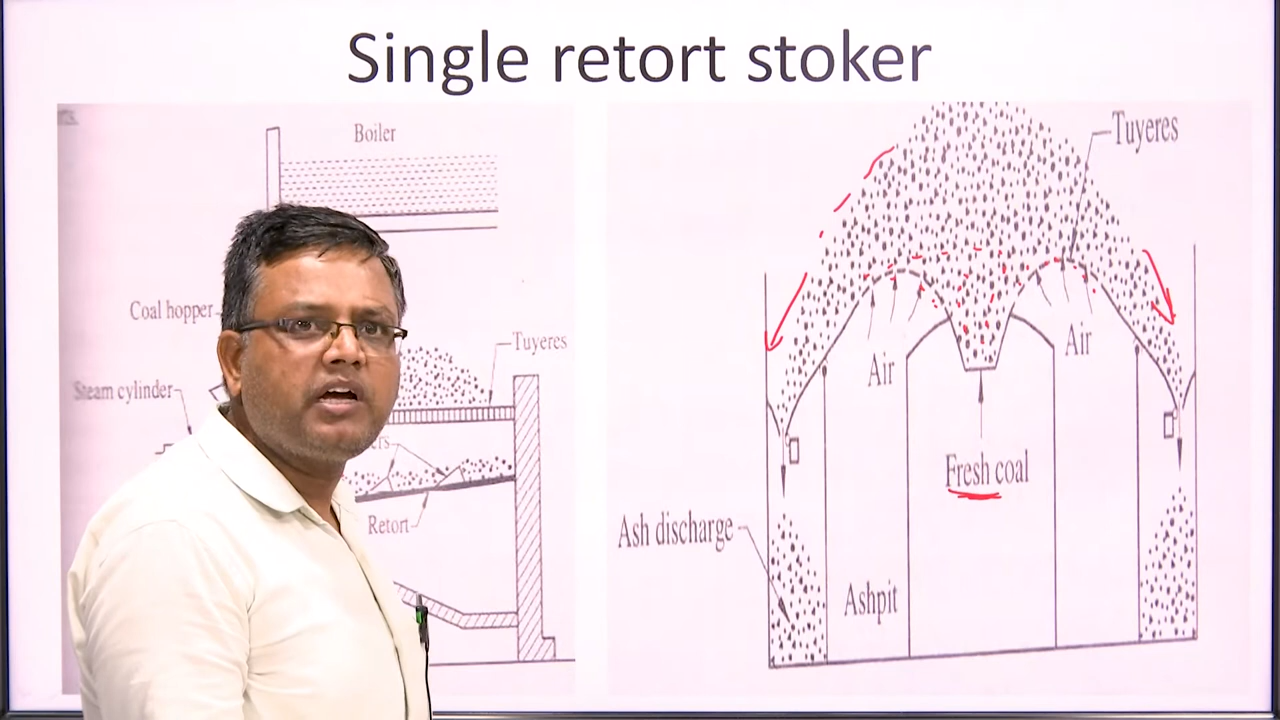 Single retort stoker
Boiler
Coal hopper
Steam cylinder
Tuyeres
Retort
Tuyeres
Air
Air
Fresh coal
Ash discharge
Ashpit